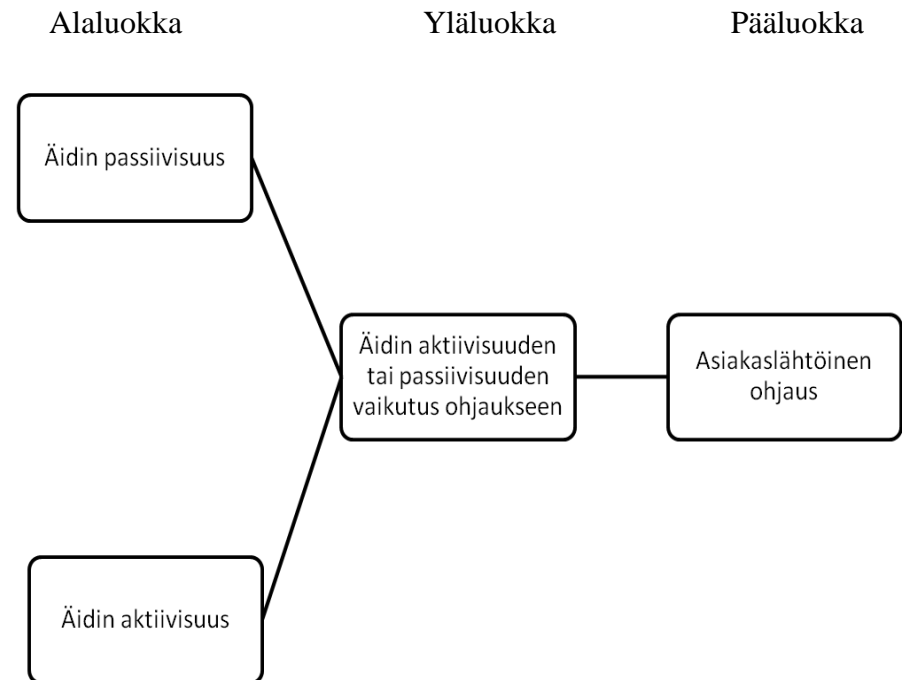 Alaluokka Yläluokka Pääluokka
Äidin passiivisuus
Äidin aktiivisuuden
tai passiivisuuden
vaikutus ohjaukseen
Asiakaslähtöinen
ohjaus
Äidin aktiivisuus